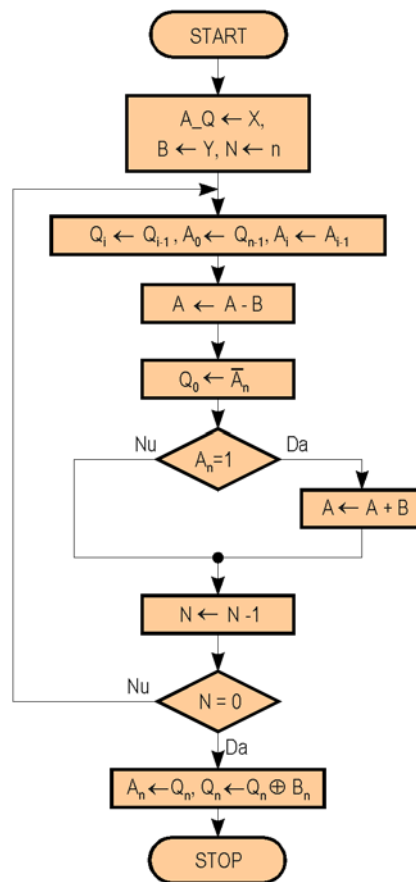 START
A_Q ← X,
B ← Y, N ← n
Qᵢ ← Qᵢ₋₁ , A₀ ← Qₙ₋₁, Aᵢ ← Aᵢ₋₁
A ← A - B
Q₀ ← A̅ₙ
Nu
Aₙ=1
Da
A ← A + B
N ← N -1
Nu
N = 0
Da
Aₙ←Qₙ, Qₙ←Qₙ ⊕ Bₙ
STOP